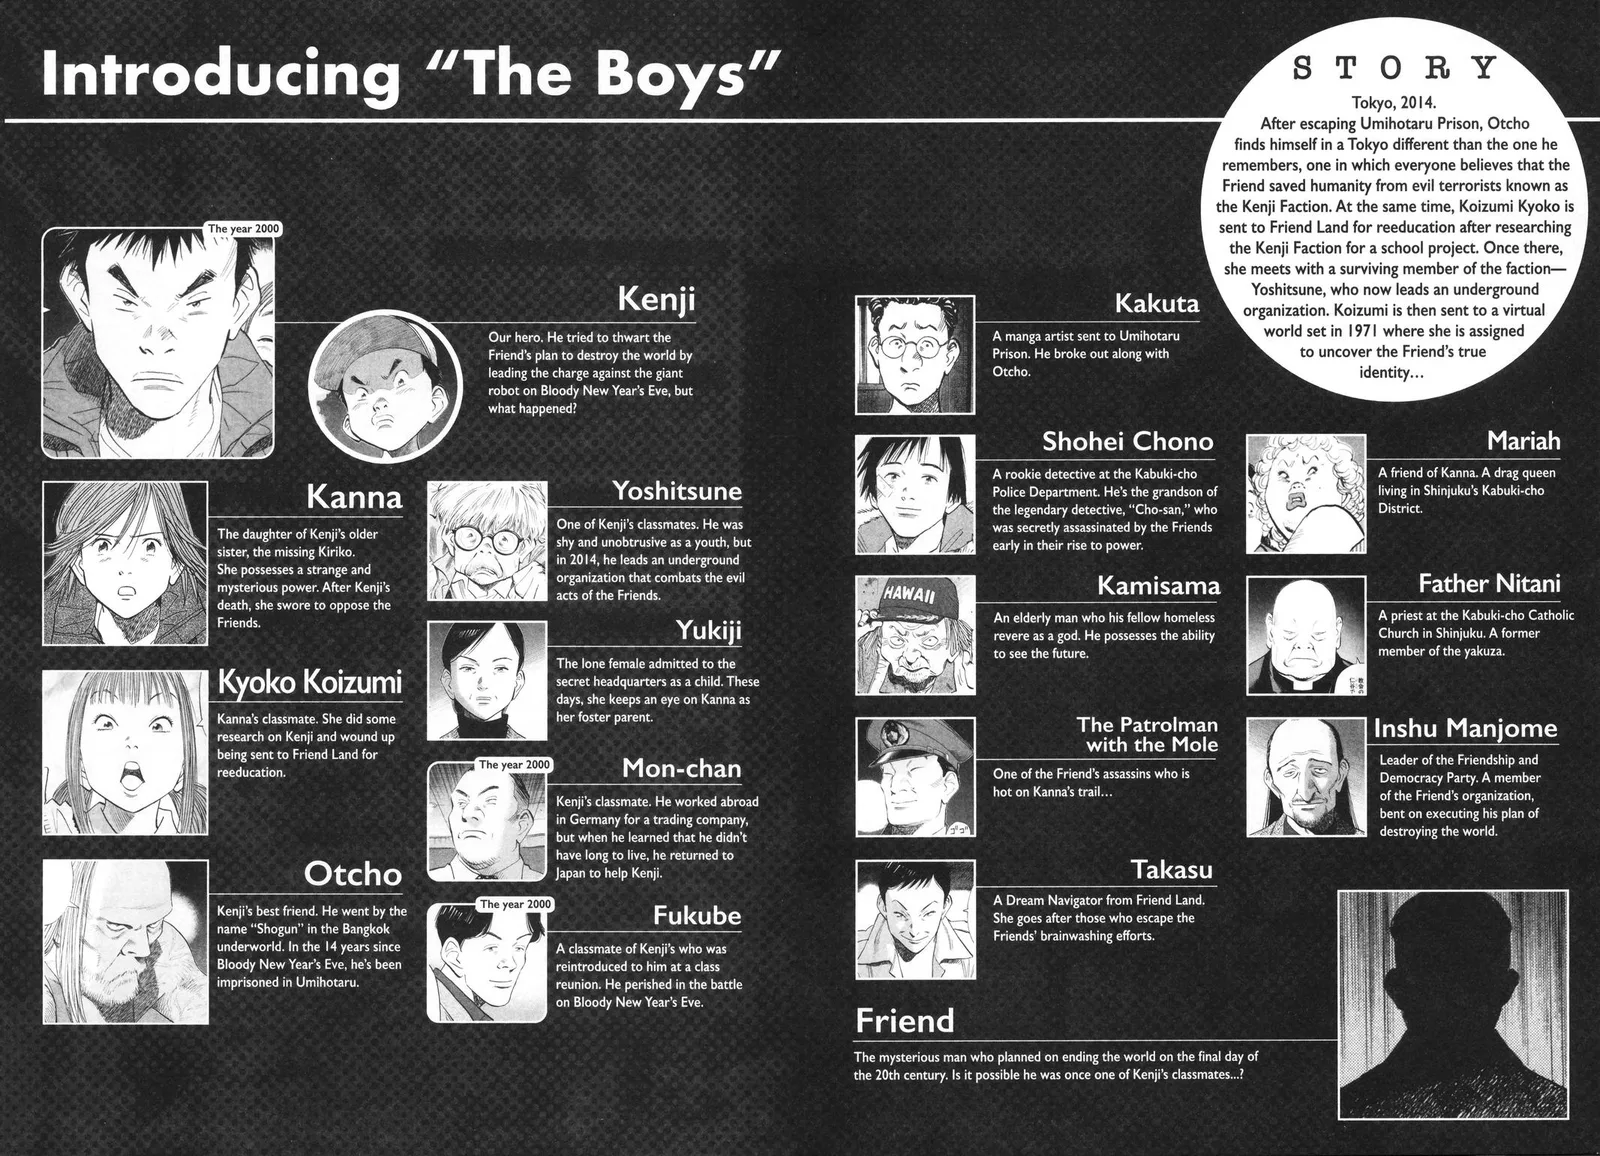 Introducing “The Boys”
STORY
Tokyo, 2014.
After escaping Umihotaru Prison, Otcho
finds himself in a Tokyo different than the one he
remembers, one in which everyone believes that the
Friend saved humanity from evil terrorists known as
the Kenji Faction. At the same time, Koizumi Kyoko is
sent to Friend Land for reeducation after researching
the Kenji Faction for a school project. Once there,
she meets with a surviving member of the faction—
Yoshitsune, who now leads an underground
organization. Koizumi is then sent to a virtual
world set in 1971 where she is assigned
to uncover the Friend’s true
identity…
The year 2000
Kenji
Our hero. He tried to thwart the
Friend’s plan to destroy the world by
leading the charge against the giant
robot on Bloody New Year’s Eve, but
what happened?
Kanna
The daughter of Kenji’s older
sister, the missing Kiriko.
She possesses a strange and
mysterious power. After Kenji’s
death, she swore to oppose the
Friends.
Kyoko Koizumi
Kanna’s classmate. She did some
research on Kenji and wound up
being sent to Friend Land for
reeducation.
Otcho
Kenji’s best friend. He went by the
name “Shogun” in the Bangkok
underworld. In the 14 years since
Bloody New Year’s Eve, he’s been
imprisoned in Umihotaru.
Yoshitsune
One of Kenji’s classmates. He was
shy and unobtrusive as a youth, but
in 2014, he leads an underground
organization that combats the evil
acts of the Friends.
Yukiji
The lone female admitted to the
secret headquarters as a child. These
days, she keeps an eye on Kanna as
her foster parent.
The year 2000
Mon-chan
Kenji’s classmate. He worked abroad
in Germany for a trading company,
but when he learned that he didn’t
have long to live, he returned to
Japan to help Kenji.
The year 2000
Fukube
A classmate of Kenji’s who was
reintroduced to him at a class
reunion. He perished in the battle
on Bloody New Year’s Eve.
Kakuta
A manga artist sent to Umihotaru
Prison. He broke out along with
Otcho.
Shohei Chono
A rookie detective at the Kabuki-cho
Police Department. He’s the grandson of
the legendary detective, “Cho-san,” who
was secretly assassinated by the Friends
early in their rise to power.
HAWAII
Kamisama
An elderly man who his fellow homeless
revere as a god. He possesses the ability
to see the future.
The Patrolman
with the Mole
One of the Friend’s assassins who is
hot on Kanna’s trail…
ゴゴ
Takasu
A Dream Navigator from Friend Land.
She goes after those who escape the
Friends’ brainwashing efforts.
Mariah
A friend of Kanna. A drag queen
living in Shinjuku’s Kabuki-cho
District.
Father Nitani
A priest at the Kabuki-cho Catholic
Church in Shinjuku. A former
member of the yakuza.
教会の
仁谷で
Inshu Manjome
Leader of the Friendship and
Democracy Party. A member
of the Friend’s organization,
bent on executing his plan of
destroying the world.
Friend
The mysterious man who planned on ending the world on the final day of
the 20th century. Is it possible he was once one of Kenji’s classmates...?